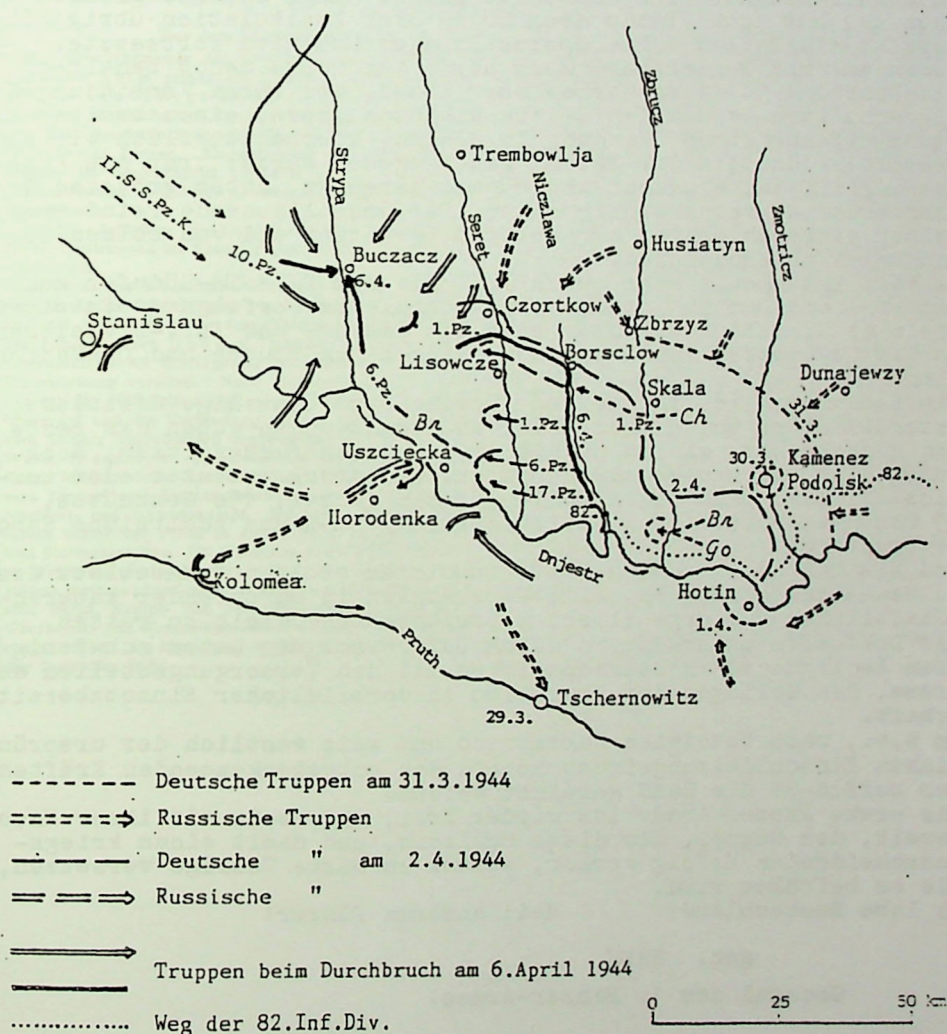 Zbrucz
Strypa
Trembowlja
Niczlawa
II.S.S.Pz.K.
Seret
Zmotricz
Husiatyn
10.Pz.
Buczacz
6.4.
Czortkow
Stanislau
1.Pz.
Zbrzyz
Lisowcze
Borsclow
Dunajewzy
6.Pz.
Skala
Ch
31.3.
Bn
1.Pz.
6.4.
1.Pz.
Uszciecka
6.Pz.
30.3.
Kamenez
Podolsk
82.
17.Pz.
2.4.
Horodenka
82.
Bn
Go
Dnjestr
Kolomea
Hotin
1.4.
Pruth
Tschernowitz
29.3.
Deutsche Truppen am 31.3.1944
Russische Truppen
Deutsche " am 2.4.1944
Russische "
Truppen beim Durchbruch am 6.April 1944
Weg der 82.Inf.Div.
0 25 50 km